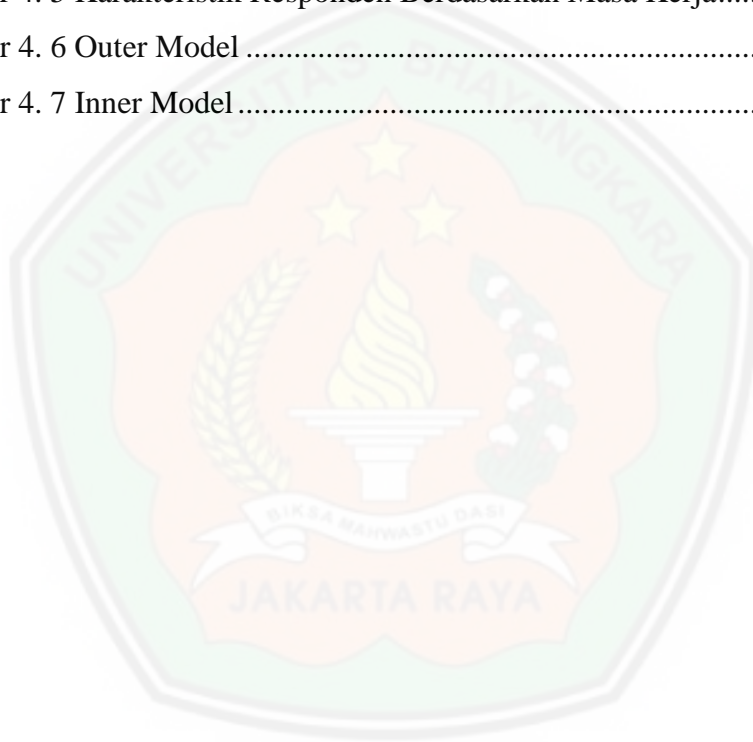 r 4. 5 Karakteristik Responden Berdasarkan Masa Kerja.....
r 4. 6 Outer Model ................................................................
r 4. 7 Inner Model .................................................................
UNIVERSITAS BHAYANGKARA
BIKSA MAHWASTU DASI
JAKARTA RAYA